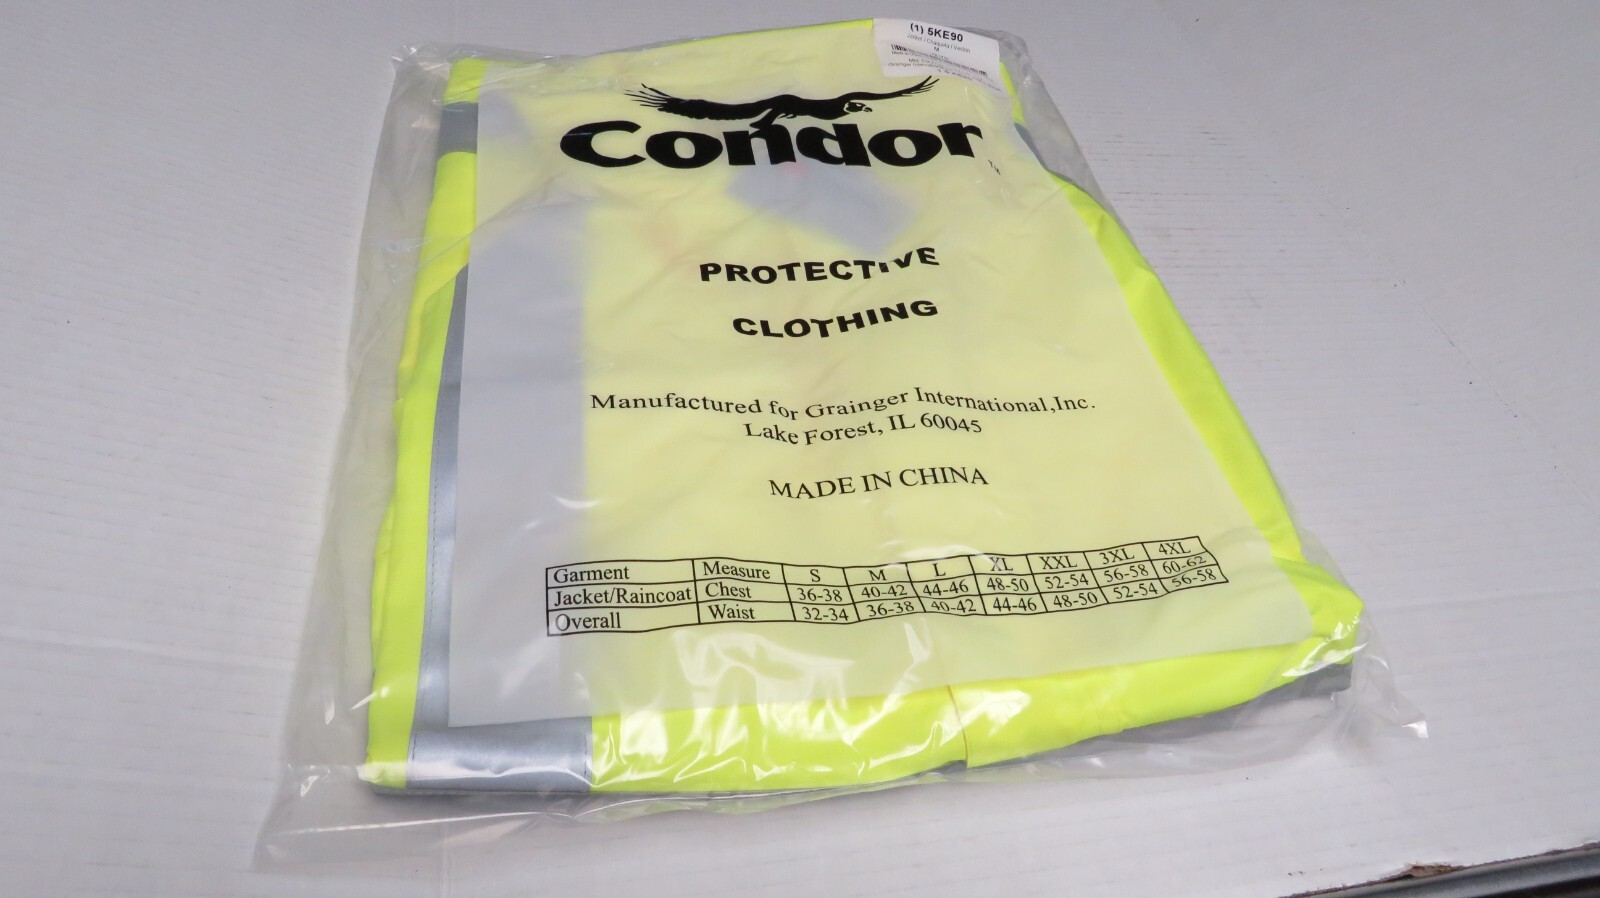 (1) 5KE90
Jacket / Chaqueta / Veston
M
Condor
TM
PROTECTIVE
CLOTHING
Manufactured for Grainger International,Inc.
Lake Forest, IL 60045
MADE IN CHINA
Garment Measure S M L XL XXL 3XL 4XL
Jacket/Raincoat Chest 36-38 40-42 44-46 48-50 52-54 56-58 60-62
Overall Waist 32-34 36-38 40-42 44-46 48-50 52-54 56-58